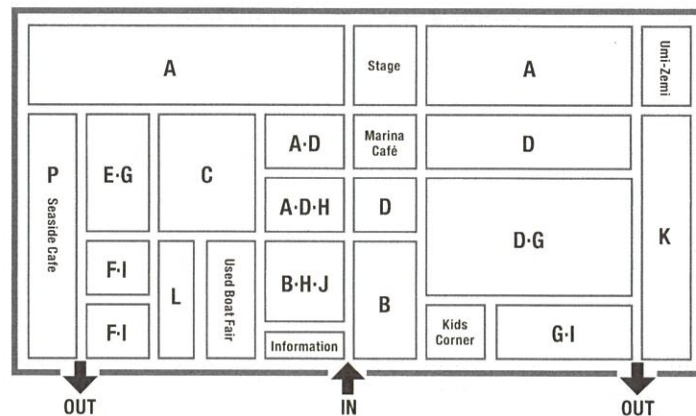 A
Stage
A
Umi-Zemi
P
Seaside Cafe
E·G
C
A·D
Marina
Café
D
K
A·D·H
D
D·G
F·I
L
Used Boat Fair
B·H·J
B
F·I
Information
Kids
Corner
G·I
OUT
IN
OUT